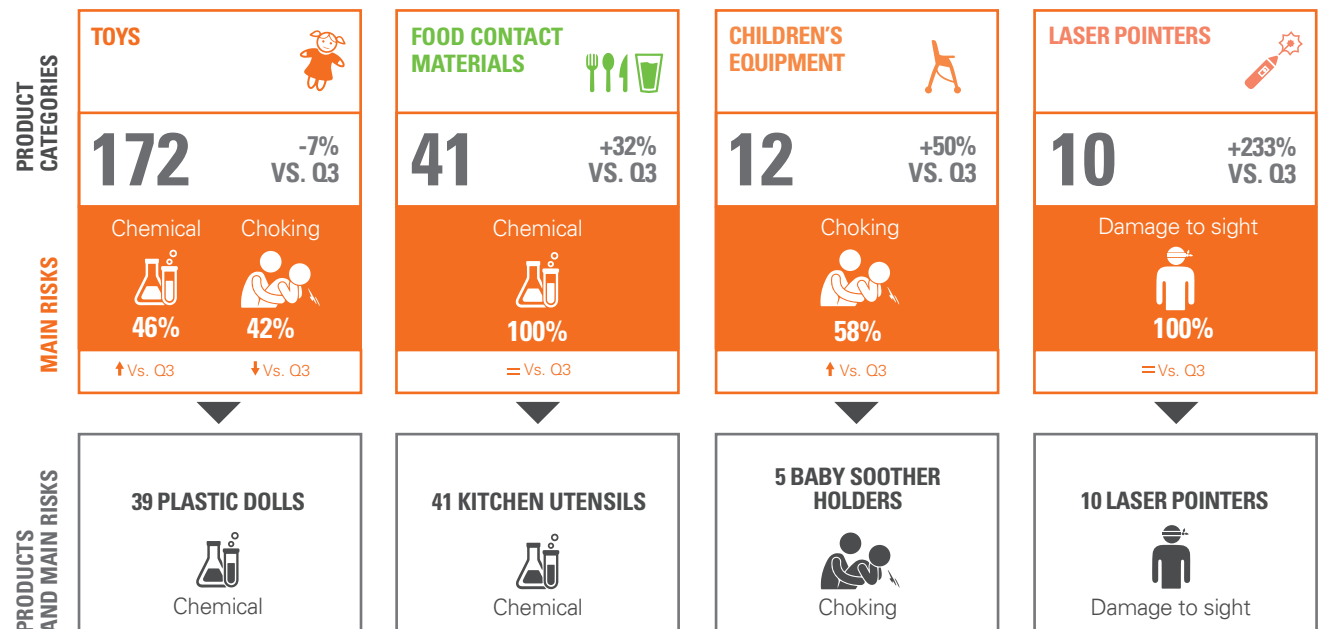 PRODUCT
CATEGORIES
TOYS
172
-7%
VS. Q3
FOOD CONTACT
MATERIALS
41
+32%
VS. Q3
CHILDREN'S
EQUIPMENT
12
+50%
VS. Q3
LASER POINTERS
10
+233%
VS. Q3
MAIN RISKS
Chemical
46%
Vs. Q3
Choking
42%
Vs. Q3
Chemical
100%
= Vs. Q3
Choking
58%
Vs. Q3
Damage to sight
100%
= Vs. Q3
PRODUCTS
AND MAIN RISKS
39 PLASTIC DOLLS
Chemical
41 KITCHEN UTENSILS
Chemical
5 BABY SOOTHER
HOLDERS
Choking
10 LASER POINTERS
Damage to sight